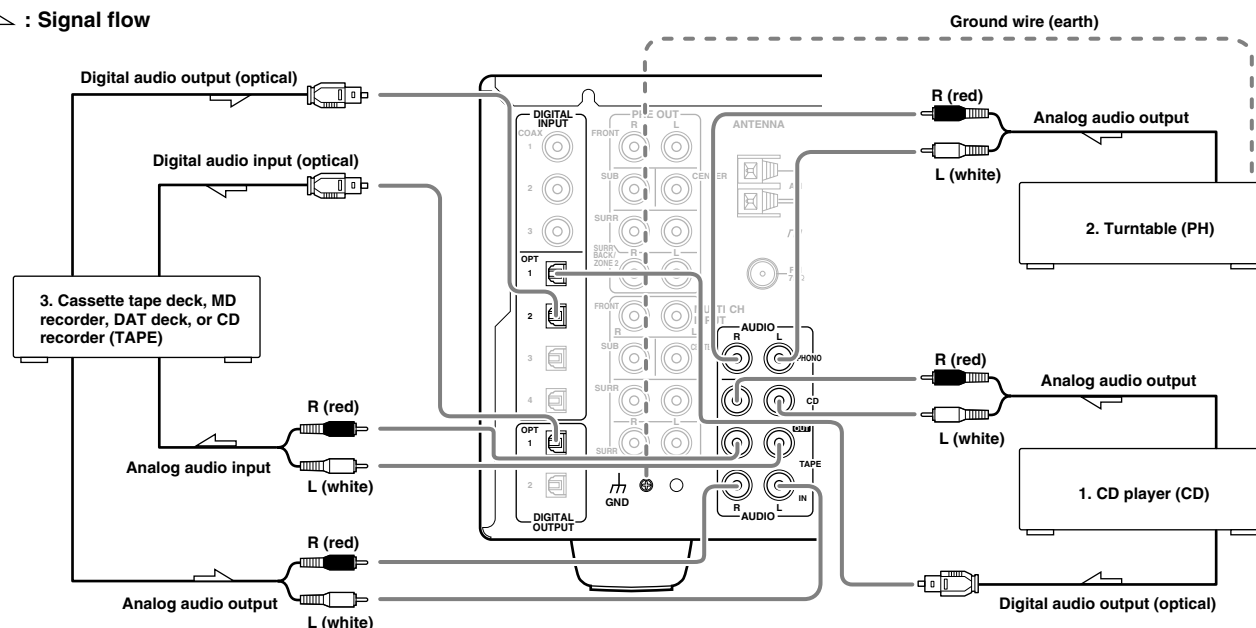 : Signal flow
Ground wire (earth)
Digital audio output (optical)
Digital audio input (optical)
3. Cassette tape deck, MD
recorder, DAT deck, or CD
recorder (TAPE)
R (red)
Analog audio input
L (white)
R (red)
Analog audio output
L (white)
DIGITAL
INPUT
COAX
1
2
3
OPT
1
2
3
4
OPT
1
2
DIGITAL
OUTPUT
PRE OUT
R L
FRONT
SUB
CENTER
SURR
SURR
BACK/
ZONE 2
R L
FRONT
MULTI CH
R
L
SUB
SURR
R L
SURR
GND
ANTENNA
AUDIO
R L
PHONO
CD
OUT
TAPE
IN
R L
AUDIO
R (red)
Analog audio output
L (white)
2. Turntable (PH)
R (red)
Analog audio output
L (white)
1. CD player (CD)
Digital audio output (optical)